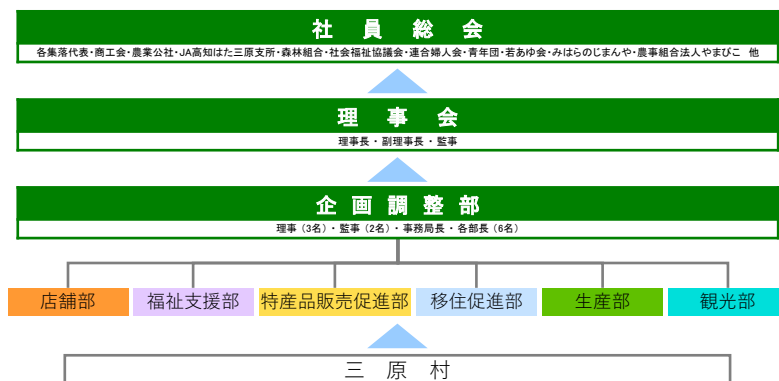 社員総会
各集落代表・商工会・農業公社・JA高知はた三原支所・森林組合・社会福祉協議会・連合婦人会・青年団・若あゆ会・みはらのじまんや・農事組合法人やまびこ 他
理事会
理事長・副理事長・監事
企画調整部
理事（3名）・監事（2名）・事務局長・各部長（6名）
店舗部 福祉支援部 特産品販売促進部 移住促進部 生産部 観光部
三原村